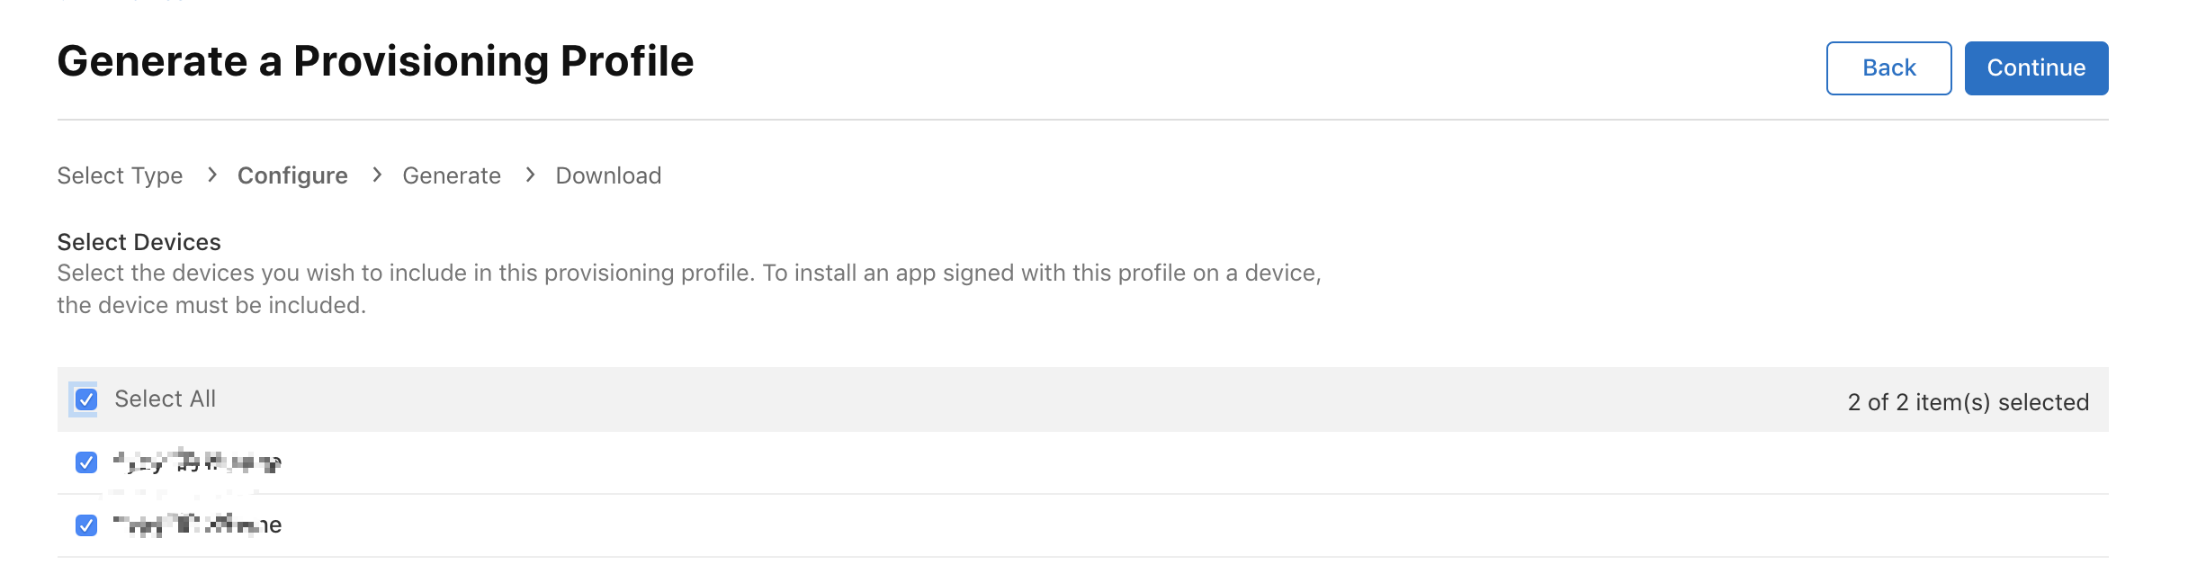 Generate a Provisioning Profile
Back
Continue
Select Type > Configure > Generate > Download
Select Devices
Select the devices you wish to include in this provisioning profile. To install an app signed with this profile on a device,
the device must be included.
Select All
2 of 2 item(s) selected